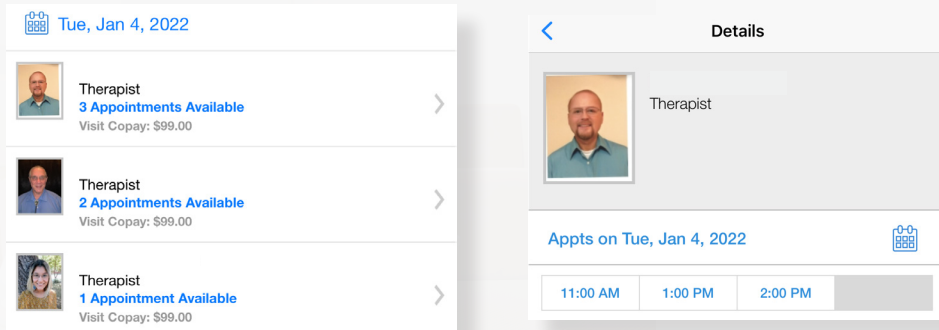 Tue, Jan 4, 2022
Therapist
3 Appointments Available
Visit Copay: $99.00
Therapist
2 Appointments Available
Visit Copay: $99.00
Therapist
1 Appointment Available
Visit Copay: $99.00
Details
Therapist
Appts on Tue, Jan 4, 2022
11:00 AM 1:00 PM 2:00 PM